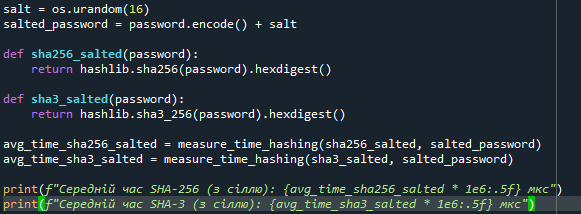 salt = os.urandom(16)
salted_password = password.encode() + salt
def sha256_salted(password):
return hashlib.sha256(password).hexdigest()
def sha3_salted(password):
return hashlib.sha3_256(password).hexdigest()
avg_time_sha256_salted = measure_time_hashing(sha256_salted, salted_password)
avg_time_sha3_salted = measure_time_hashing(sha3_salted, salted_password)
print(f"Середній час SHA-256 (з сіллю): {avg_time_sha256_salted * 1e6:.5f} мкс")
print(f"Середній час SHA-3 (з сіллю): {avg_time_sha3_salted * 1e6:.5f} мкс")